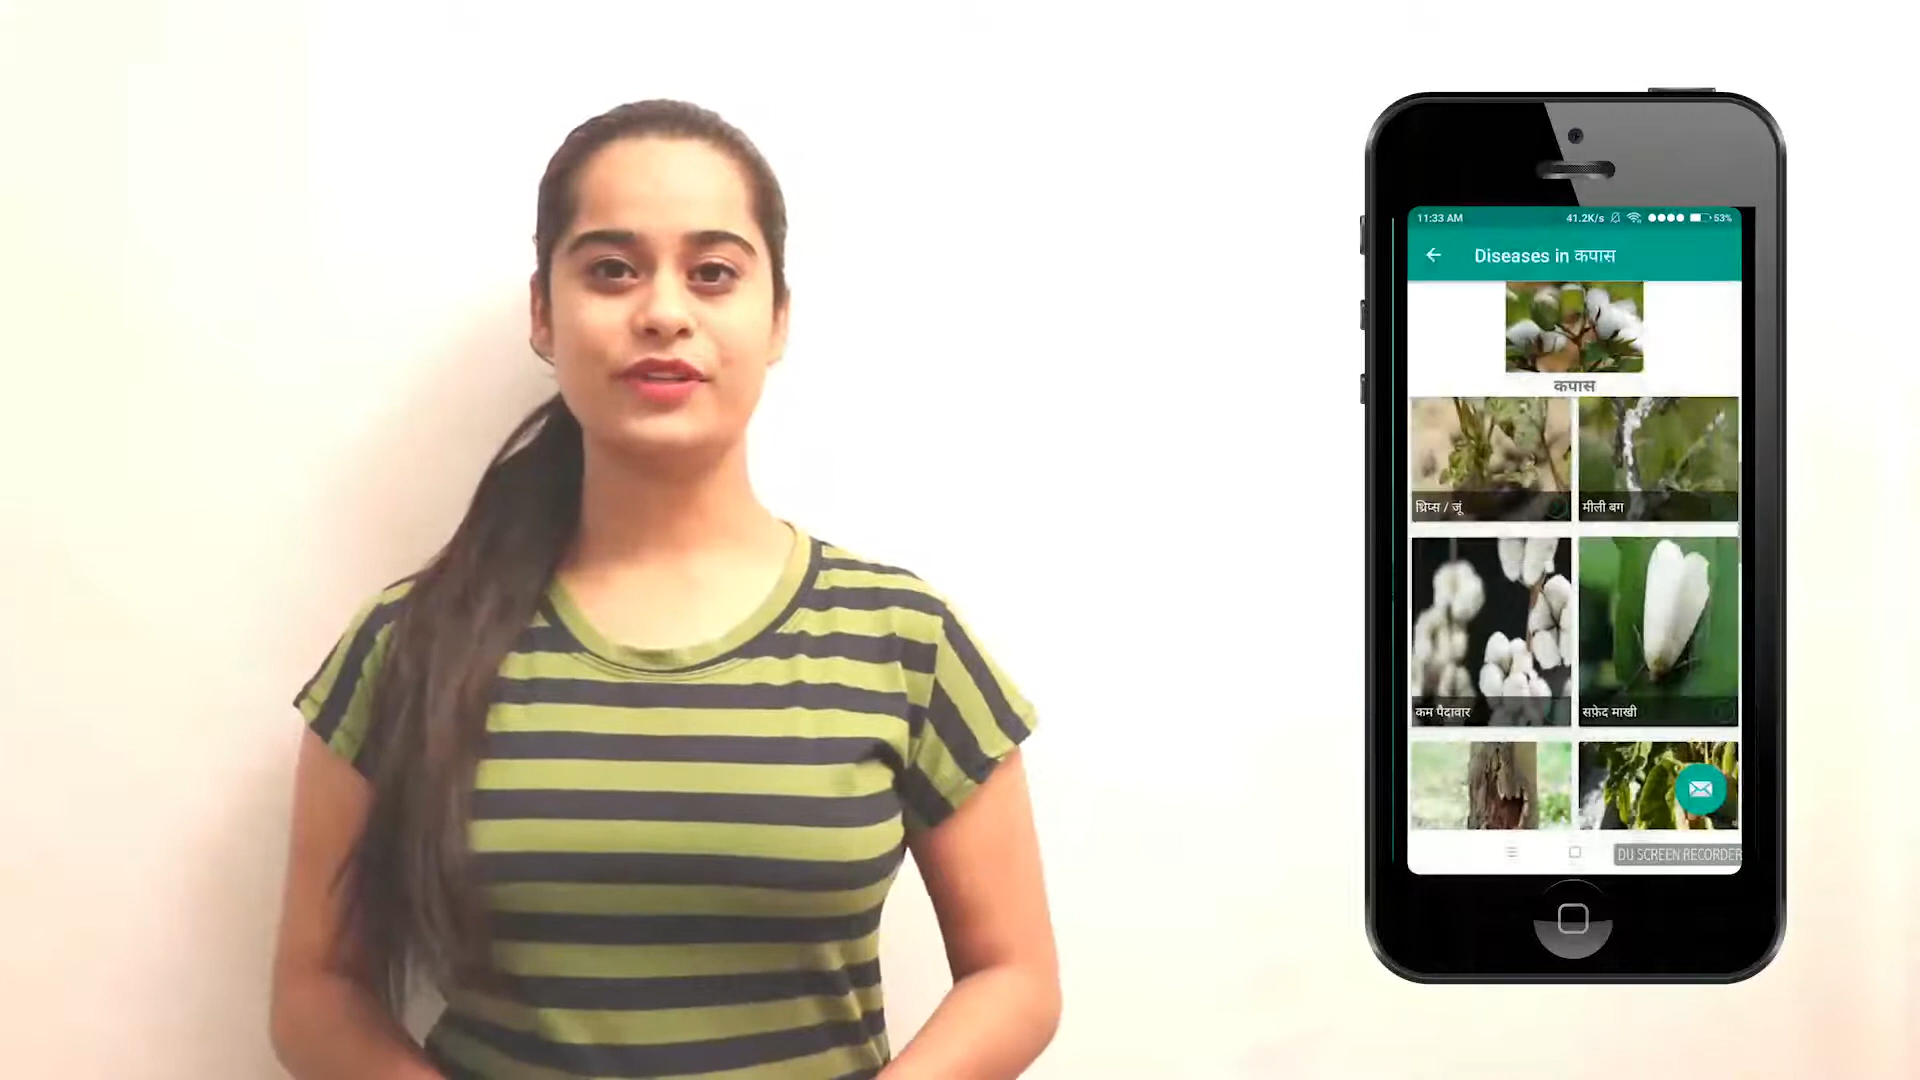 11:33 AM 41.2K/s 53%
Diseases in कपास
कपास
थ्रिप्स / जूं
मीली बग
कम पैदावार
सफ़ेद माखी
DU SCREEN RECORDER